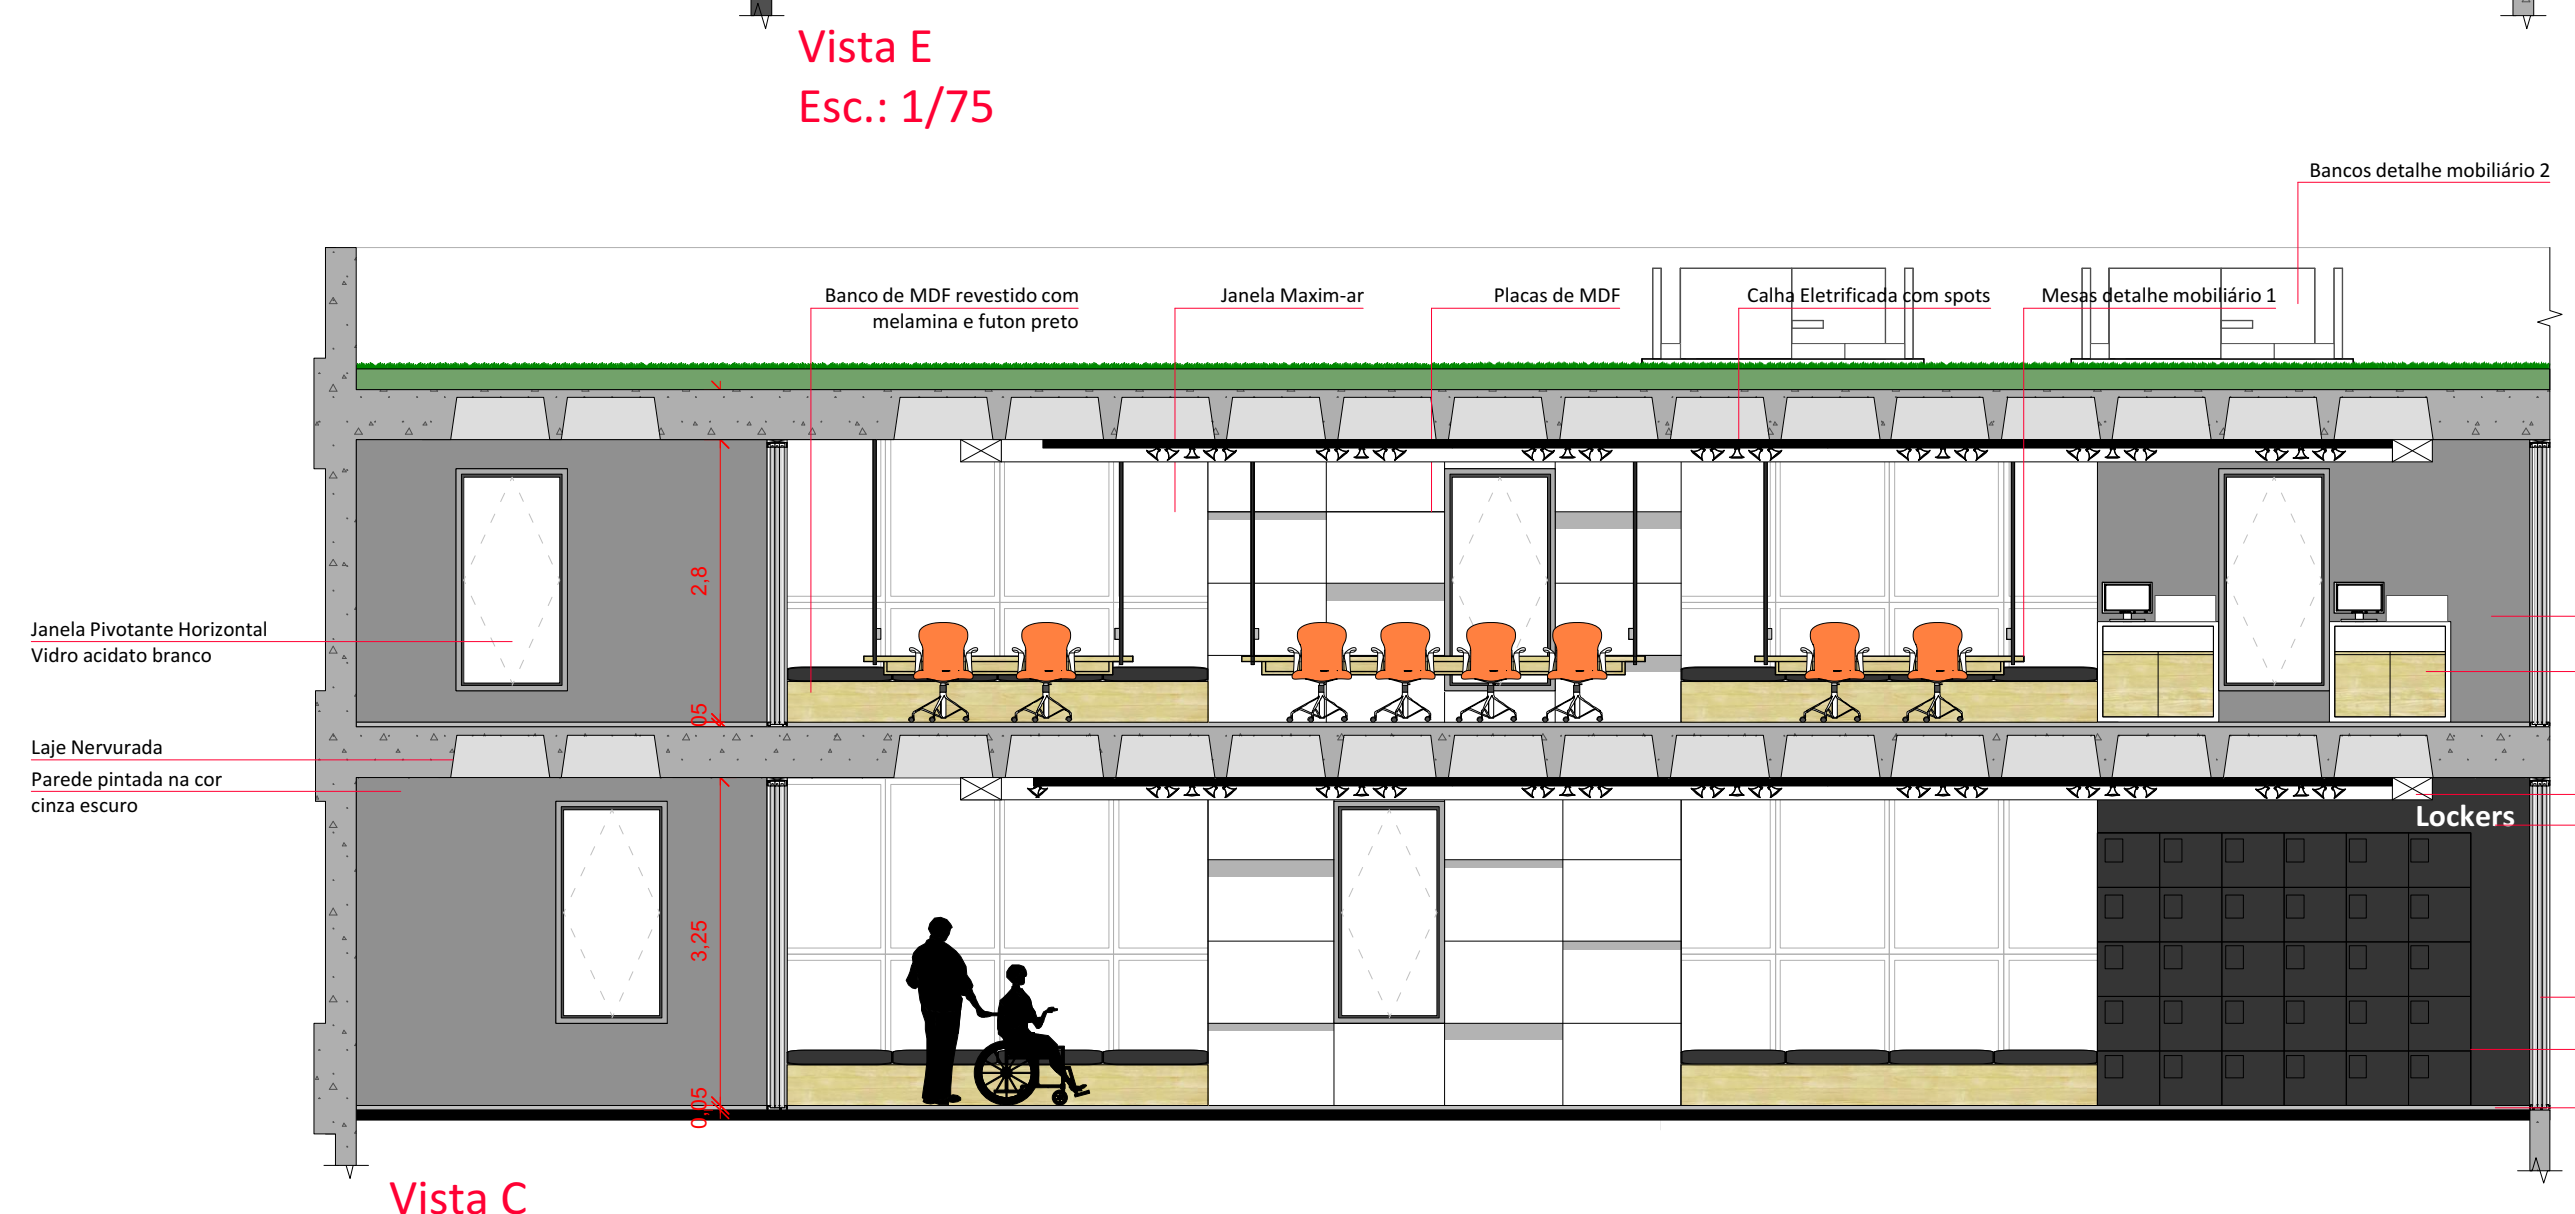 Vista E
Esc.: 1/75
Bancos detalhe mobiliário 2
Banco de MDF revestido com
melamina e futon preto
Janela Maxim-ar
Placas de MDF
Calha Eletrificada com spots
Mesas detalhe mobiliário 1
2,8
Janela Pivotante Horizontal
Vidro acidato branco
05
Laje Nervurada
Parede pintada na cor
cinza escuro
Lockers
3,25
0,05
Vista C